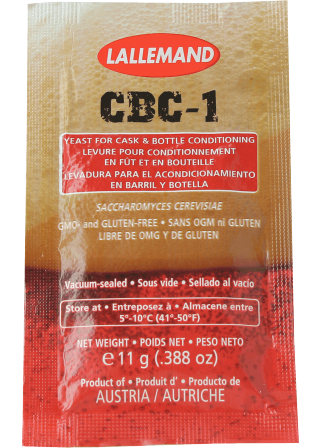 LALLEMAND
CBC-1
YEAST FOR CASK & BOTTLE CONDITIONING
LEVURE POUR CONDITIONNEMENT
EN FÛT ET EN BOUTEILLE
LEVADURA PARA EL ACONDICIONAMIENTO
EN BARRIL Y BOTELLA
SACCHAROMYCES CEREVISIAE
GMO- and GLUTEN-FREE • SANS OGM ni GLUTEN
LIBRE DE OMG Y DE GLUTEN
Vacuum-sealed • Sous vide • Sellado al vacío
Store at • Entreposez à • Almacene entre
5°-10°C (41°-50°F)
NET WEIGHT • POIDS NET • PESO NETO
e 11 g (.388 oz)
Product of • Produit d' • Producto de
AUSTRIA / AUTRICHE